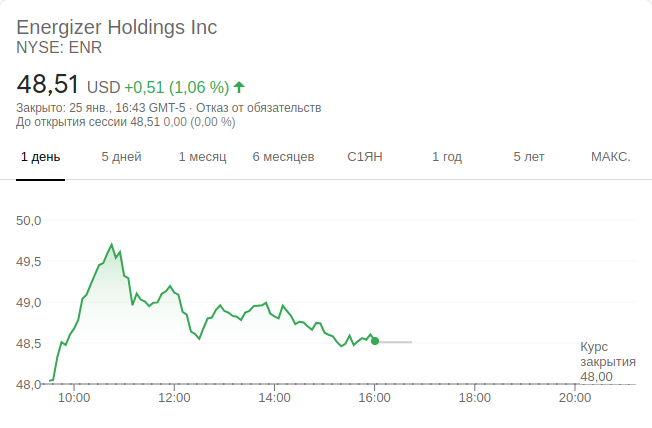 Energizer Holdings Inc
NYSE: ENR
48,51 USD +0,51 (1,06 %)
Закрыто: 25 янв., 16:43 GMT-5 · Отказ от обязательств
До открытия сессии 48,51 0,00 (0,00 %)
1 день 5 дней 1 месяц 6 месяцев С1ЯН 1 год 5 лет МАКС.
50,0
49,5
49,0
48,5
Курс
закрытия
48,00
48,0
10:00 12:00 14:00 16:00 18:00 20:00